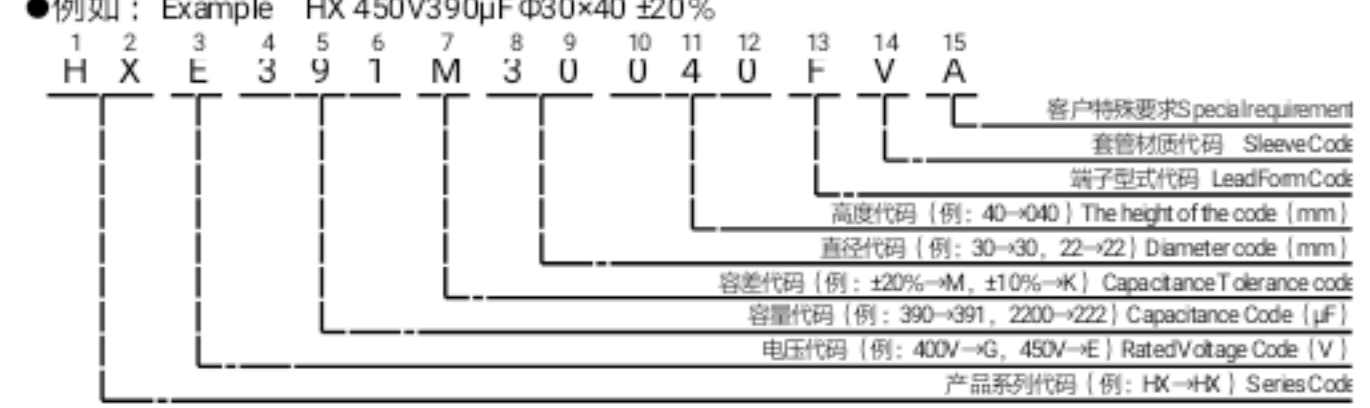 ●例如： Example HX 450V390μF Φ30×40 ±20%
1 2 3 4 5 6 7 8 9 10 11 12 13 14 15
H X E 3 9 1 M 3 0 0 4 0 F V A
客户特殊要求Special requirement
套管材质代码 Sleeve Code
端子型式代码 Lead Form Code
高度代码（例：40→040）The height of the code（mm）
直径代码（例：30→30，22→22）Diameter code（mm）
容差代码（例：±20%→M，±10%→K）Capacitance Tolerance code
容量代码（例：390→391，2200→222）Capacitance Code（μF）
电压代码（例：400V→G，450V→E）Rated Voltage Code（V）
产品系列代码（例：HX→HX）Series Code